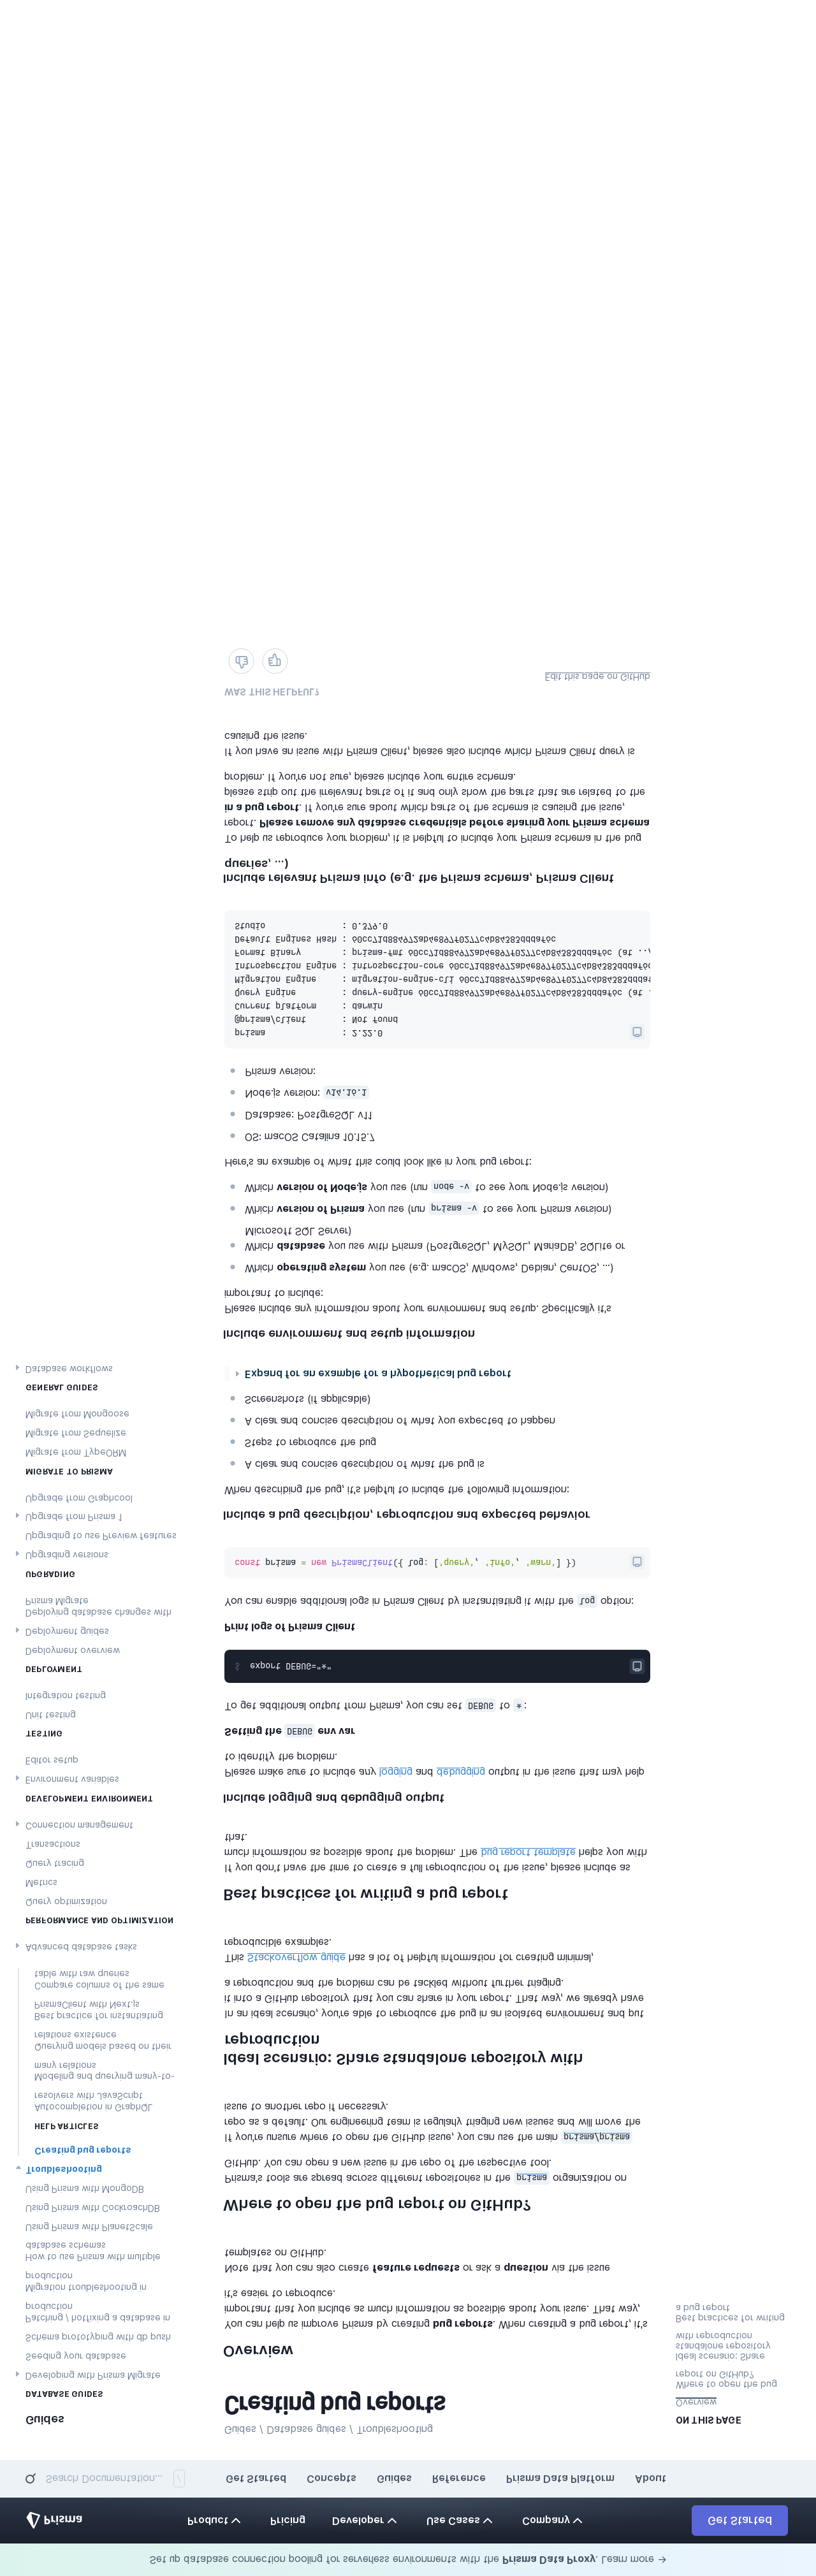 Set up database connection pooling for serverless environments with the Prisma Data Proxy. Learn more →
Prisma
Product
Pricing
Developer
Use Cases
Company
Get Started
Search Documentation...
/
Get Started
Concepts
Guides
Reference
Prisma Data Platform
About
Guides
DATABASE GUIDES
Developing with Prisma Migrate
Seeding your database
Schema prototyping with db push
Patching / hotfixing a database in
production
Migration troubleshooting in
production
How to use Prisma with multiple
database schemas
Using Prisma with PlanetScale
Using Prisma with CockroachDB
Using Prisma with MongoDB
Troubleshooting
Creating bug reports
HELP ARTICLES
Autocompletion in GraphQL
resolvers with JavaScript
Modeling and querying many-to-
many relations
Querying models based on their
relations existence
Best practice for instantiating
PrismaClient with Next.js
Compare columns of the same
table with raw queries
Advanced database tasks
PERFORMANCE AND OPTIMIZATION
Query optimization
Metrics
Query tracing
Transactions
Connection management
DEVELOPMENT ENVIRONMENT
Environment variables
Editor setup
TESTING
Unit testing
Integration testing
DEPLOYMENT
Deployment overview
Deployment guides
Deploying database changes with
Prisma Migrate
UPGRADING
Upgrading versions
Upgrading to use Preview features
Upgrade from Prisma 1
Upgrade from Graphcool
MIGRATE TO PRISMA
Migrate from TypeORM
Migrate from Sequelize
Migrate from Mongoose
GENERAL GUIDES
Database workflows
Guides / Database guides / Troubleshooting
Creating bug reports
Overview
You can help us improve Prisma by creating bug reports. When creating a bug report, it's
important that you include as much information as possible about your issue. That way,
it's easier to reproduce.
Note that you can also create feature requests or ask a question via the issue
templates on GitHub.
Where to open the bug report on GitHub?
Prisma's tools are spread across different repositories in the prisma organization on
GitHub. You can open a new issue in the repo of the respective tool.
If you're unsure where to open the GitHub issue, you can use the main prisma/prisma
repo as a default. Our engineering team is regularly triaging new issues and will move the
issue to another repo if necessary.
Ideal scenario: Share standalone repository with
reproduction
In an ideal scenario, you're able to reproduce the bug in an isolated environment and put
it into a GitHub repository that you can share in your report. That way, we already have
a reproduction and the problem can be tackled without further triaging.
This Stackoverflow guide has a lot of helpful information for creating minimal,
reproducible examples.
Best practices for writing a bug report
If you don't have the time to create a full reproduction of the issue, please include as
much information as possible about the problem. The bug report template helps you with
that.
Include logging and debugging output
Please make sure to include any logging and debugging output in the issue that may help
to identify the problem.
Setting the DEBUG env var
To get additional output from Prisma, you can set DEBUG to *:
$ export DEBUG="*"
Print logs of Prisma Client
You can enable additional logs in Prisma Client by instantiating it with the log option:
const prisma = new PrismaClient({ log: ['query', 'info', 'warn'] })
Include a bug description, reproduction and expected behavior
When describing the bug, it's helpful to include the following information:
A clear and concise description of what the bug is
Steps to reproduce the bug
A clear and concise description of what you expected to happen
Screenshots (if applicable)
Expand for an example for a hypothetical bug report
Include environment and setup information
Please include any information about your environment and setup. Specifically it's
important to include:
Which operating system you use (e.g. macOS, Windows, Debian, CentOS, ...)
Which database you use with Prisma (PostgreSQL, MySQL, MariaDB, SQLite or
Microsoft SQL Server)
Which version of Prisma you use (run prisma -v to see your Prisma version)
Which version of Node.js you use (run node -v to see your Node.js version)
Here's an example of what this could look like in your bug report:
OS: macOS Catalina 10.15.7
Database: PostgreSQL v11
Node.js version: v14.16.1
Prisma version:
prisma : 2.22.0
@prisma/client : Not found
Current platform : darwin
Query Engine : query-engine 60cc71d884972ab4e897f0277c4b84383dddaf6c (at .
Migration Engine : migration-engine-cli 60cc71d884972ab4e897f0277c4b84383dddaf
Introspection Engine : introspection-core 60cc71d884972ab4e897f0277c4b84383dddaf6c
Format Binary : prisma-fmt 60cc71d884972ab4e897f0277c4b84383dddaf6c (at ../
Default Engines Hash : 60cc71d884972ab4e897f0277c4b84383dddaf6c
Studio : 0.379.0
Include relevant Prisma info (e.g. the Prisma schema, Prisma Client
queries, ...)
To help us reproduce your problem, it is helpful to include your Prisma schema in the bug
report. Please remove any database credentials before sharing your Prisma schema
in a bug report. If you're sure about which parts of the schema is causing the issue,
please strip out the irrelevant parts of it and only show the parts that are related to the
problem. If you're not sure, please include your entire schema.
If you have an issue with Prisma Client, please also include which Prisma Client query is
causing the issue.
WAS THIS HELPFUL?
Edit this page on GitHub
ON THIS PAGE
Overview
Where to open the bug
report on GitHub?
Ideal scenario: Share
standalone repository
with reproduction
Best practices for writing
a bug report